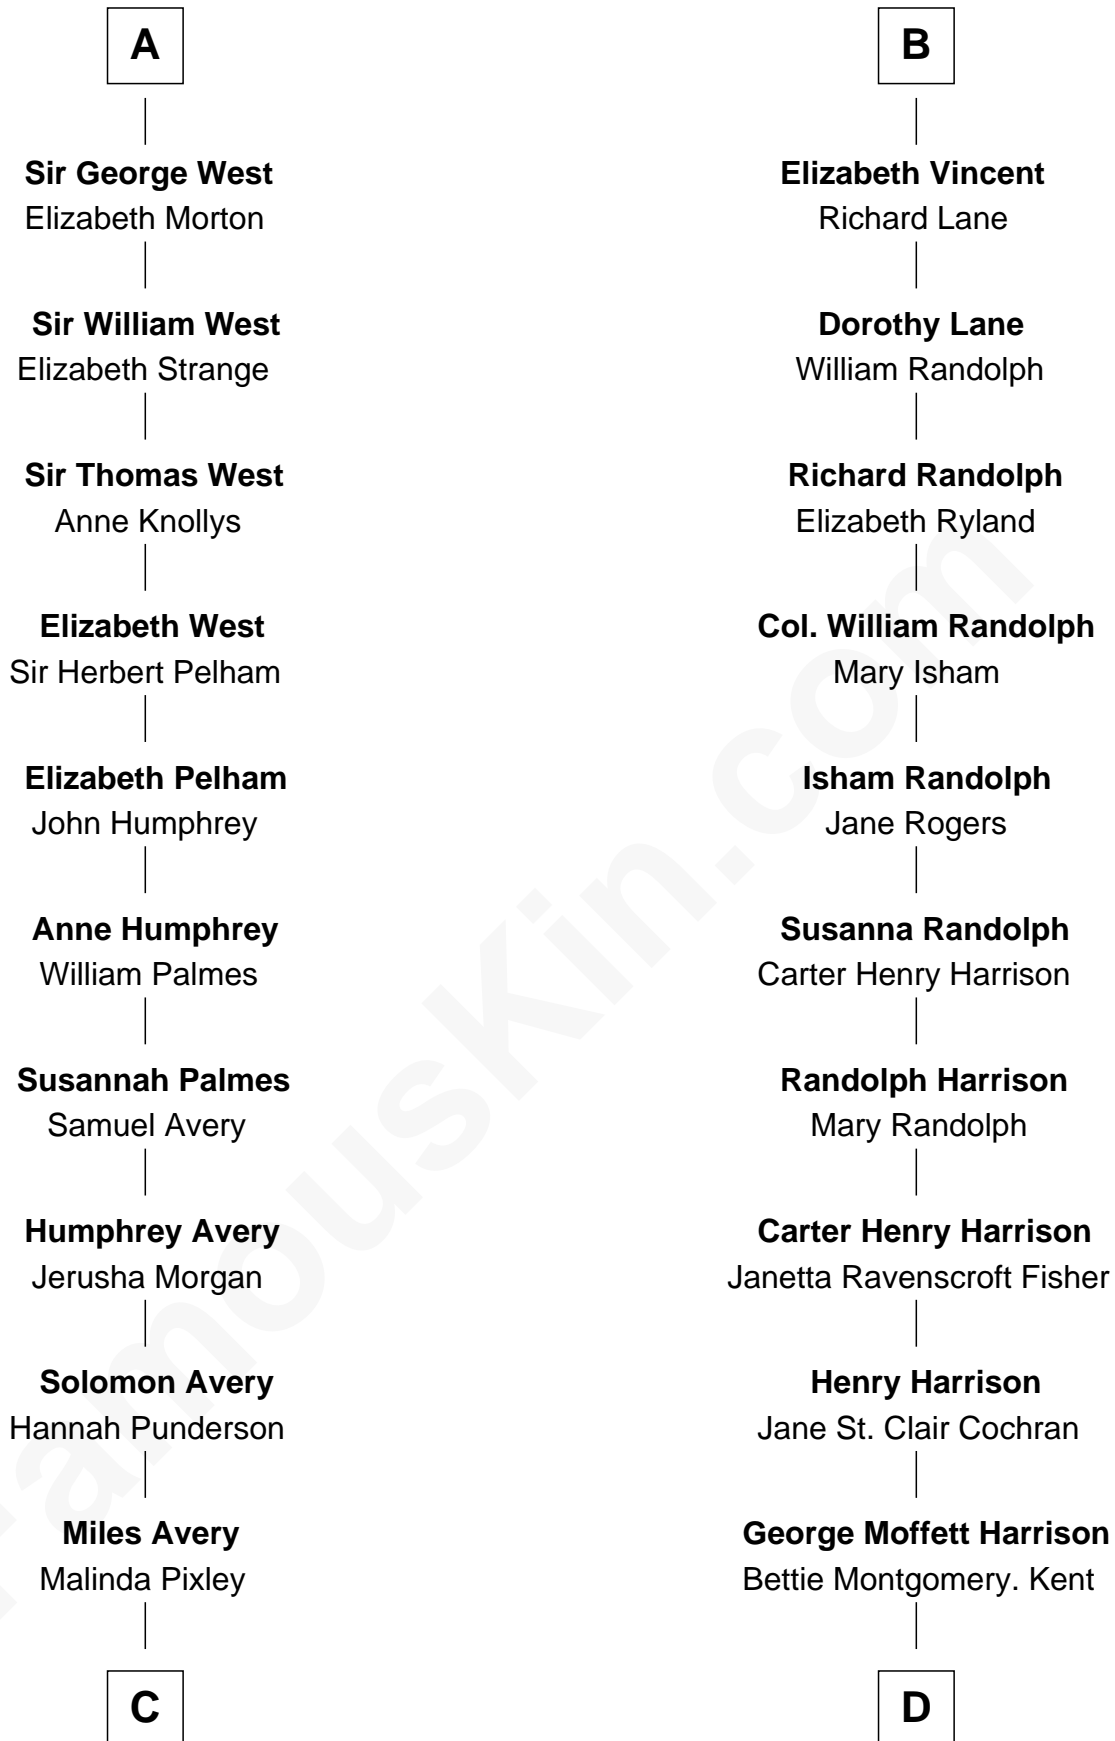 A
Sir George West
Elizabeth Morton
Sir William West
Elizabeth Strange
Sir Thomas West
Anne Knollys
Elizabeth West
Sir Herbert Pelham
Elizabeth Pelham
John Humphrey
Anne Humphrey
William Palmes
Susannah Palmes
Samuel Avery
Humphrey Avery
Jerusha Morgan
Solomon Avery
Hannah Punderson
Miles Avery
Malinda Pixley
C
B
Elizabeth Vincent
Richard Lane
Dorothy Lane
William Randolph
Richard Randolph
Elizabeth Ryland
Col. William Randolph
Mary Isham
Isham Randolph
Jane Rogers
Susanna Randolph
Carter Henry Harrison
Randolph Harrison
Mary Randolph
Carter Henry Harrison
Janetta Ravenscroft Fisher
Henry Harrison
Jane St. Clair Cochran
George Moffett Harrison
Bettie Montgomery. Kent
D
FamousKin.com